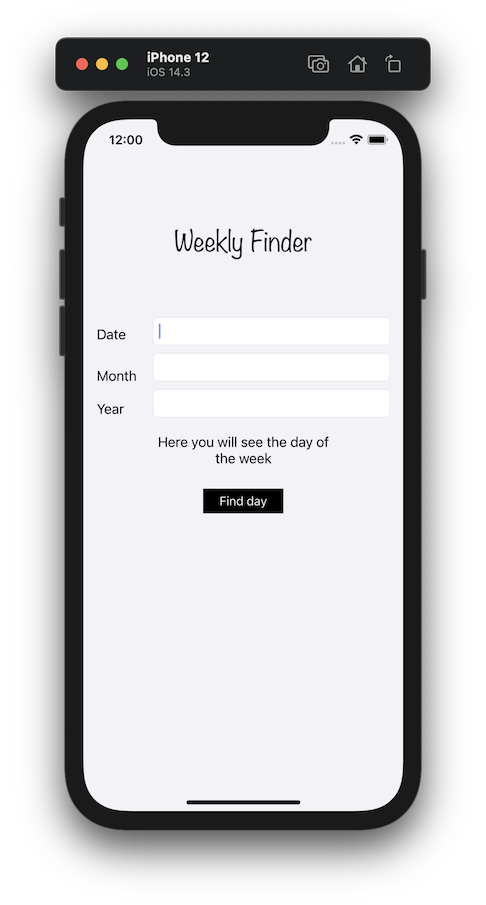 iPhone 12
iOS 14.3
12:00
Weekly Finder
Date
Month
Year
Here you will see the day of
the week
Find day